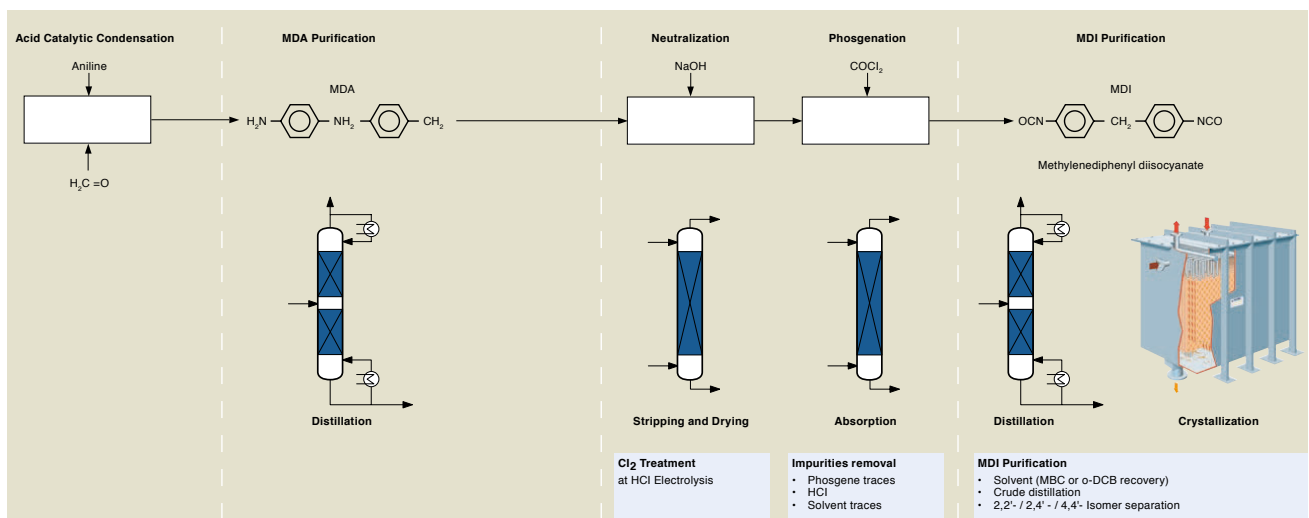 Acid Catalytic Condensation
MDA Purification
Neutralization
Phosgenation
MDI Purification
Aniline
NaOH
COCl₂
MDA
MDI
H₂N
NH₂
CH₂
OCN
CH₂
NCO
H₂C =O
Methylenediphenyl diisocyanate
Distillation
Stripping and Drying
Absorption
Distillation
Crystallization
Cl₂ Treatment
at HCl Electrolysis
Impurities removal
• Phosgene traces
• HCl
• Solvent traces
MDI Purification
• Solvent (MBC or o-DCB recovery)
• Crude distillation
• 2,2'- / 2,4' - / 4,4'- Isomer separation